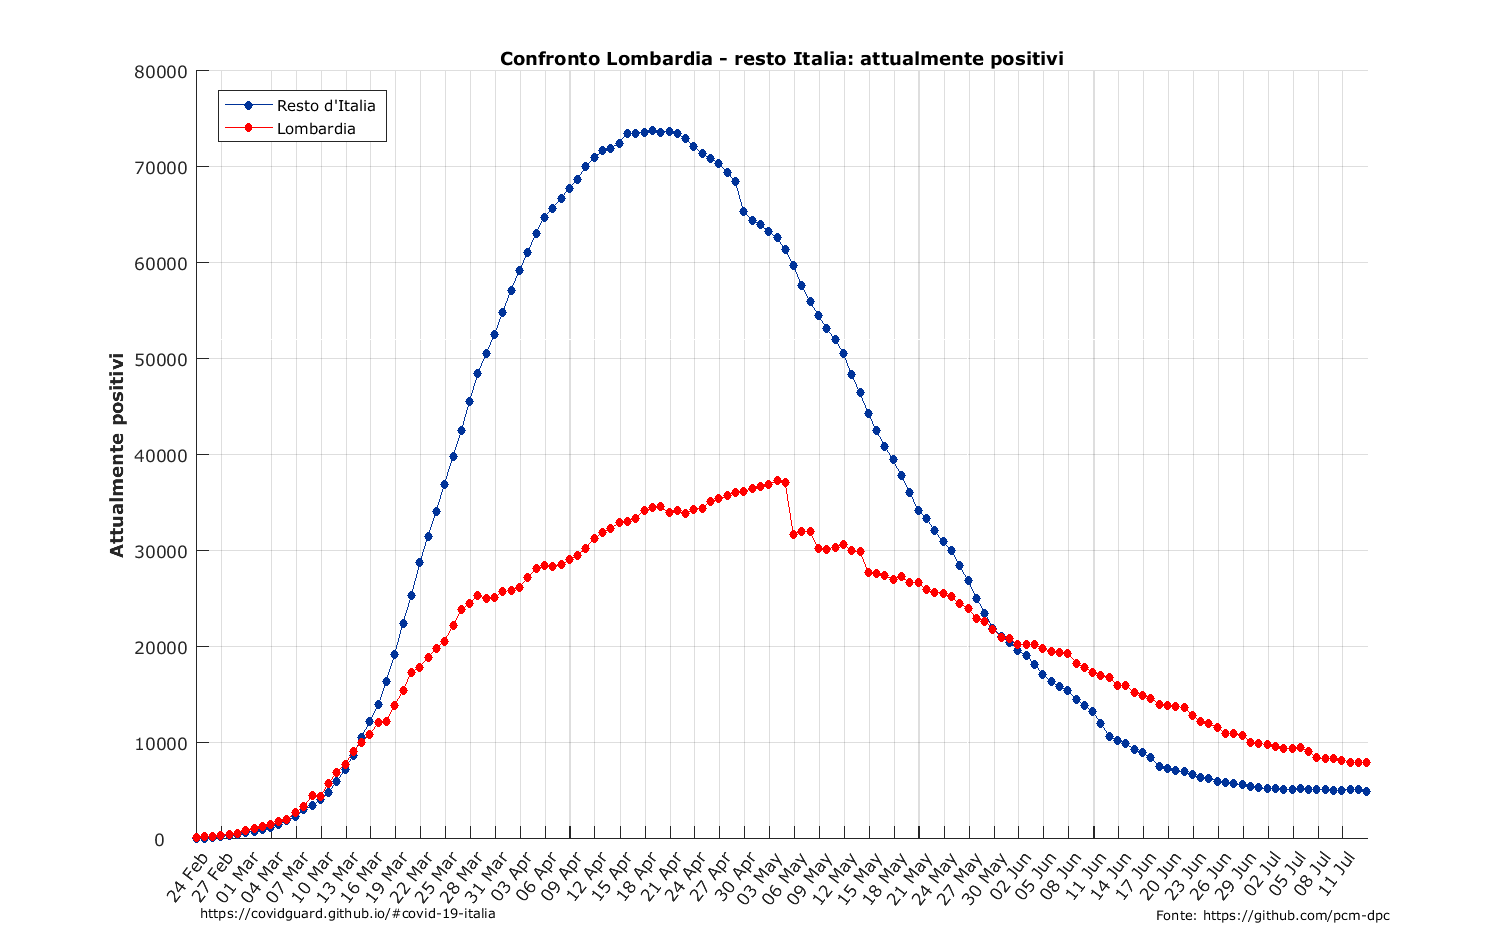 Confronto Lombardia - resto Italia: attualmente positivi
80000
70000
60000
50000
40000
30000
20000
10000
0
Attualmente positivi
Resto d'Italia
Lombardia
24 Feb
27 Feb
01 Mar
04 Mar
07 Mar
10 Mar
13 Mar
16 Mar
19 Mar
22 Mar
25 Mar
28 Mar
31 Mar
03 Apr
06 Apr
09 Apr
12 Apr
15 Apr
18 Apr
21 Apr
24 Apr
27 Apr
30 Apr
03 May
06 May
09 May
12 May
15 May
18 May
21 May
24 May
27 May
30 May
02 Jun
05 Jun
08 Jun
11 Jun
14 Jun
17 Jun
20 Jun
23 Jun
26 Jun
29 Jun
02 Jul
05 Jul
08 Jul
11 Jul
https://covidguard.github.io/#covid-19-italia
Fonte: https://github.com/pcm-dpc